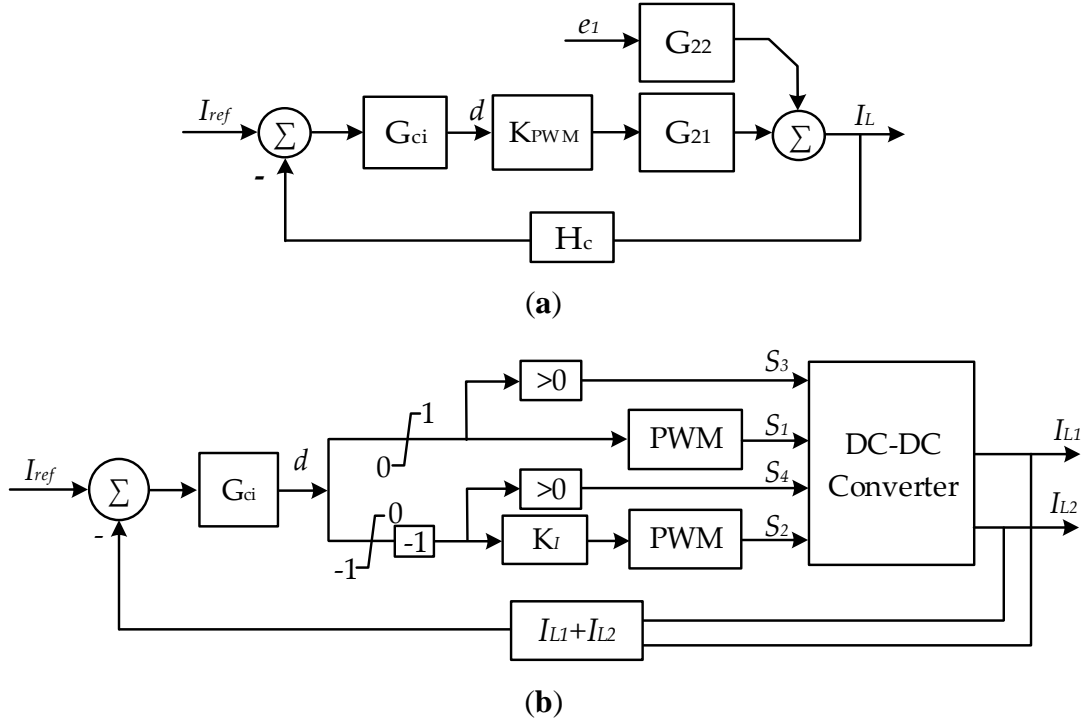 e1
G22
Iref
Σ
Gci
d
KPWM
G21
Σ
IL
-
Hc
(a)
>0
S3
1
0
PWM
S1
DC-DC
Converter
IL1
Iref
Σ
Gci
d
>0
S4
IL2
-
0
-1
-1
KI
PWM
S2
IL1+IL2
(b)